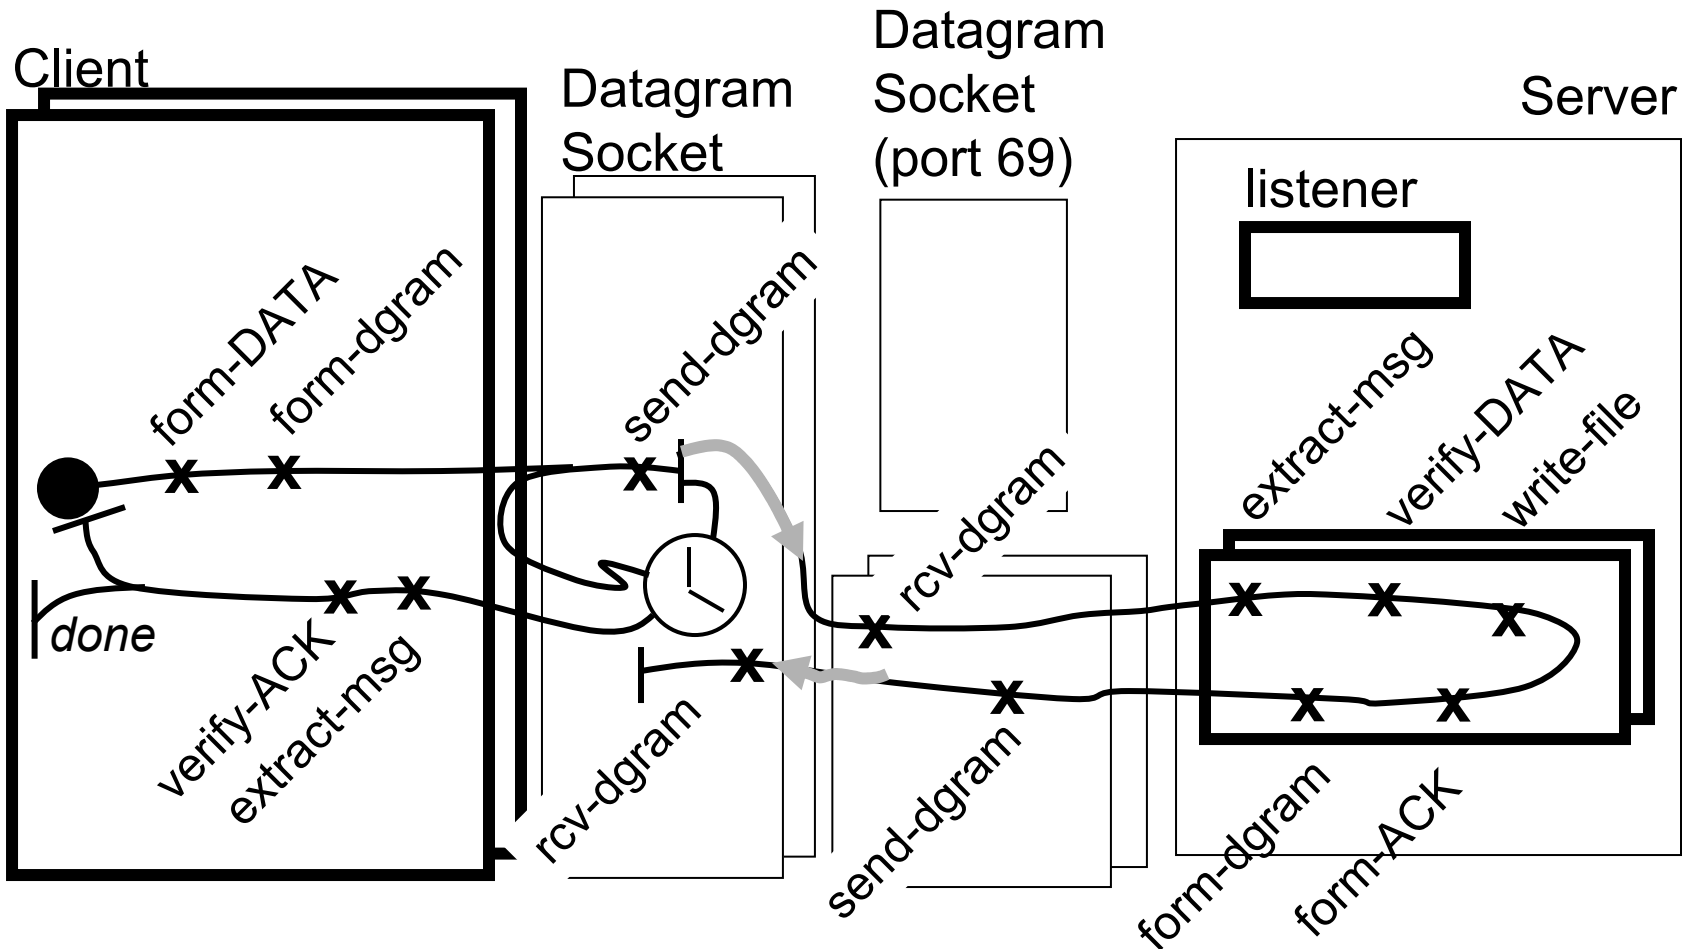 Client
Datagram
Socket
Datagram
Socket
(port 69)
Server
listener
form-DATA
form-dgram
send-dgram
rcv-dgram
extract-msg
verify-DATA
write-file
done
verify-ACK
extract-msg
rcv-dgram
send-dgram
form-dgram
form-ACK